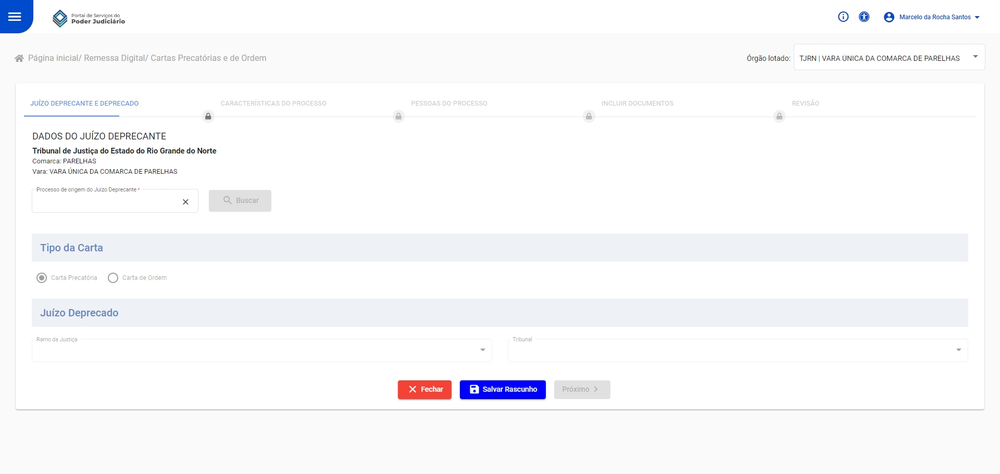 Portal de Serviços do
Poder Judiciário
Marcelo da Rocha Santos
Página inicial/ Remessa Digital/ Cartas Precatórias e de Ordem
Órgão lotado:
TJRN | VARA ÚNICA DA COMARCA DE PARELHAS
JUÍZO DEPRECANTE E DEPRECADO
CARACTERÍSTICAS DO PROCESSO
PESSOAS DO PROCESSO
INCLUIR DOCUMENTOS
REVISÃO
DADOS DO JUÍZO DEPRECANTE
Tribunal de Justiça do Estado do Rio Grande do Norte
Comarca: PARELHAS
Vara: VARA ÚNICA DA COMARCA DE PARELHAS
Processo de origem do Juizo Deprecante *
Buscar
Tipo da Carta
Carta Precatória
Carta de Ordem
Juízo Deprecado
Ramo da Justiça
Tribunal
Fechar
Salvar Rascunho
Próximo